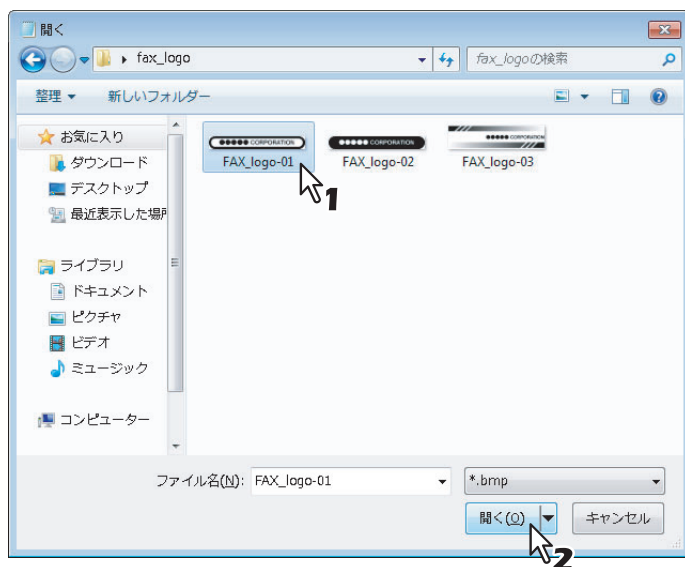 開く
fax_logo
fax_logoの検索
整理
新しいフォルダー
お気に入り
ダウンロード
デスクトップ
最近表示した場所
ライブラリ
ドキュメント
ピクチャ
ビデオ
ミュージック
コンピューター
●●●●● CORPORATION
FAX_logo-01
1
●●●●● CORPORATION
FAX_logo-02
●●●●● CORPORATION
FAX_logo-03
ファイル名(N): FAX_logo-01
*.bmp
開く(O)
キャンセル
2